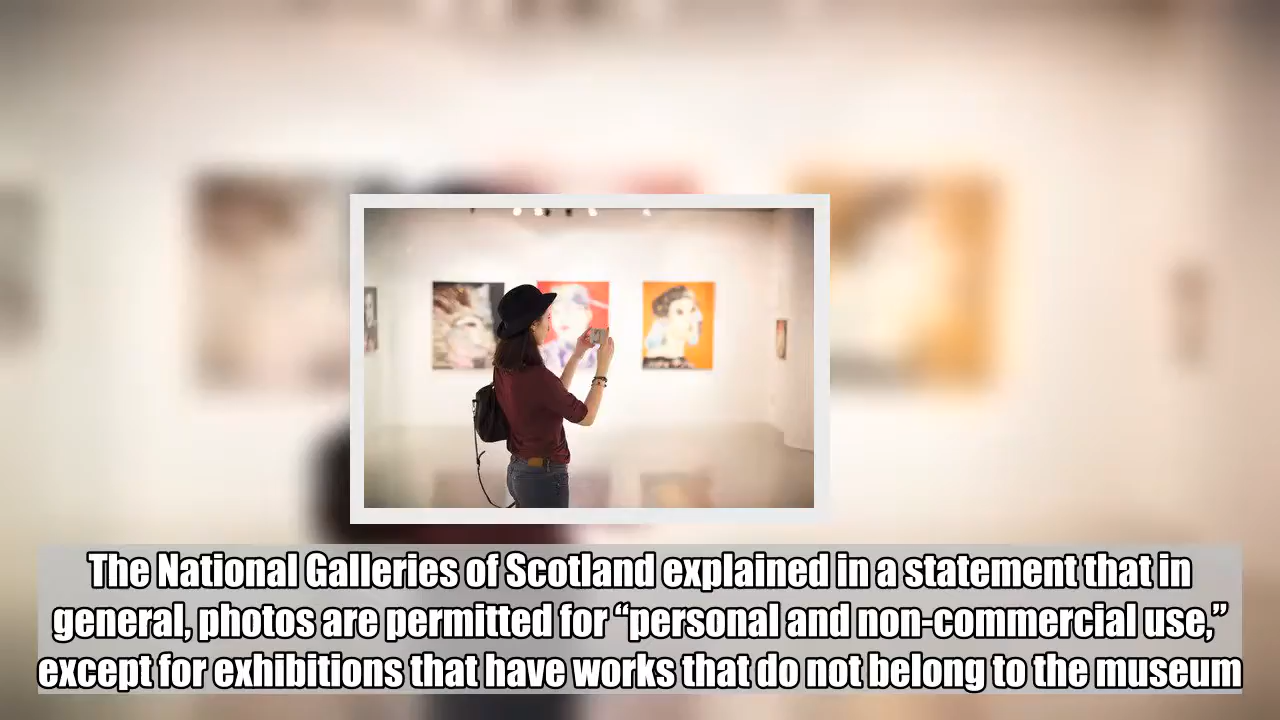 The National Galleries of Scotland explained in a statement that in
general, photos are permitted for “personal and non-commercial use,”
except for exhibitions that have works that do not belong to the museum